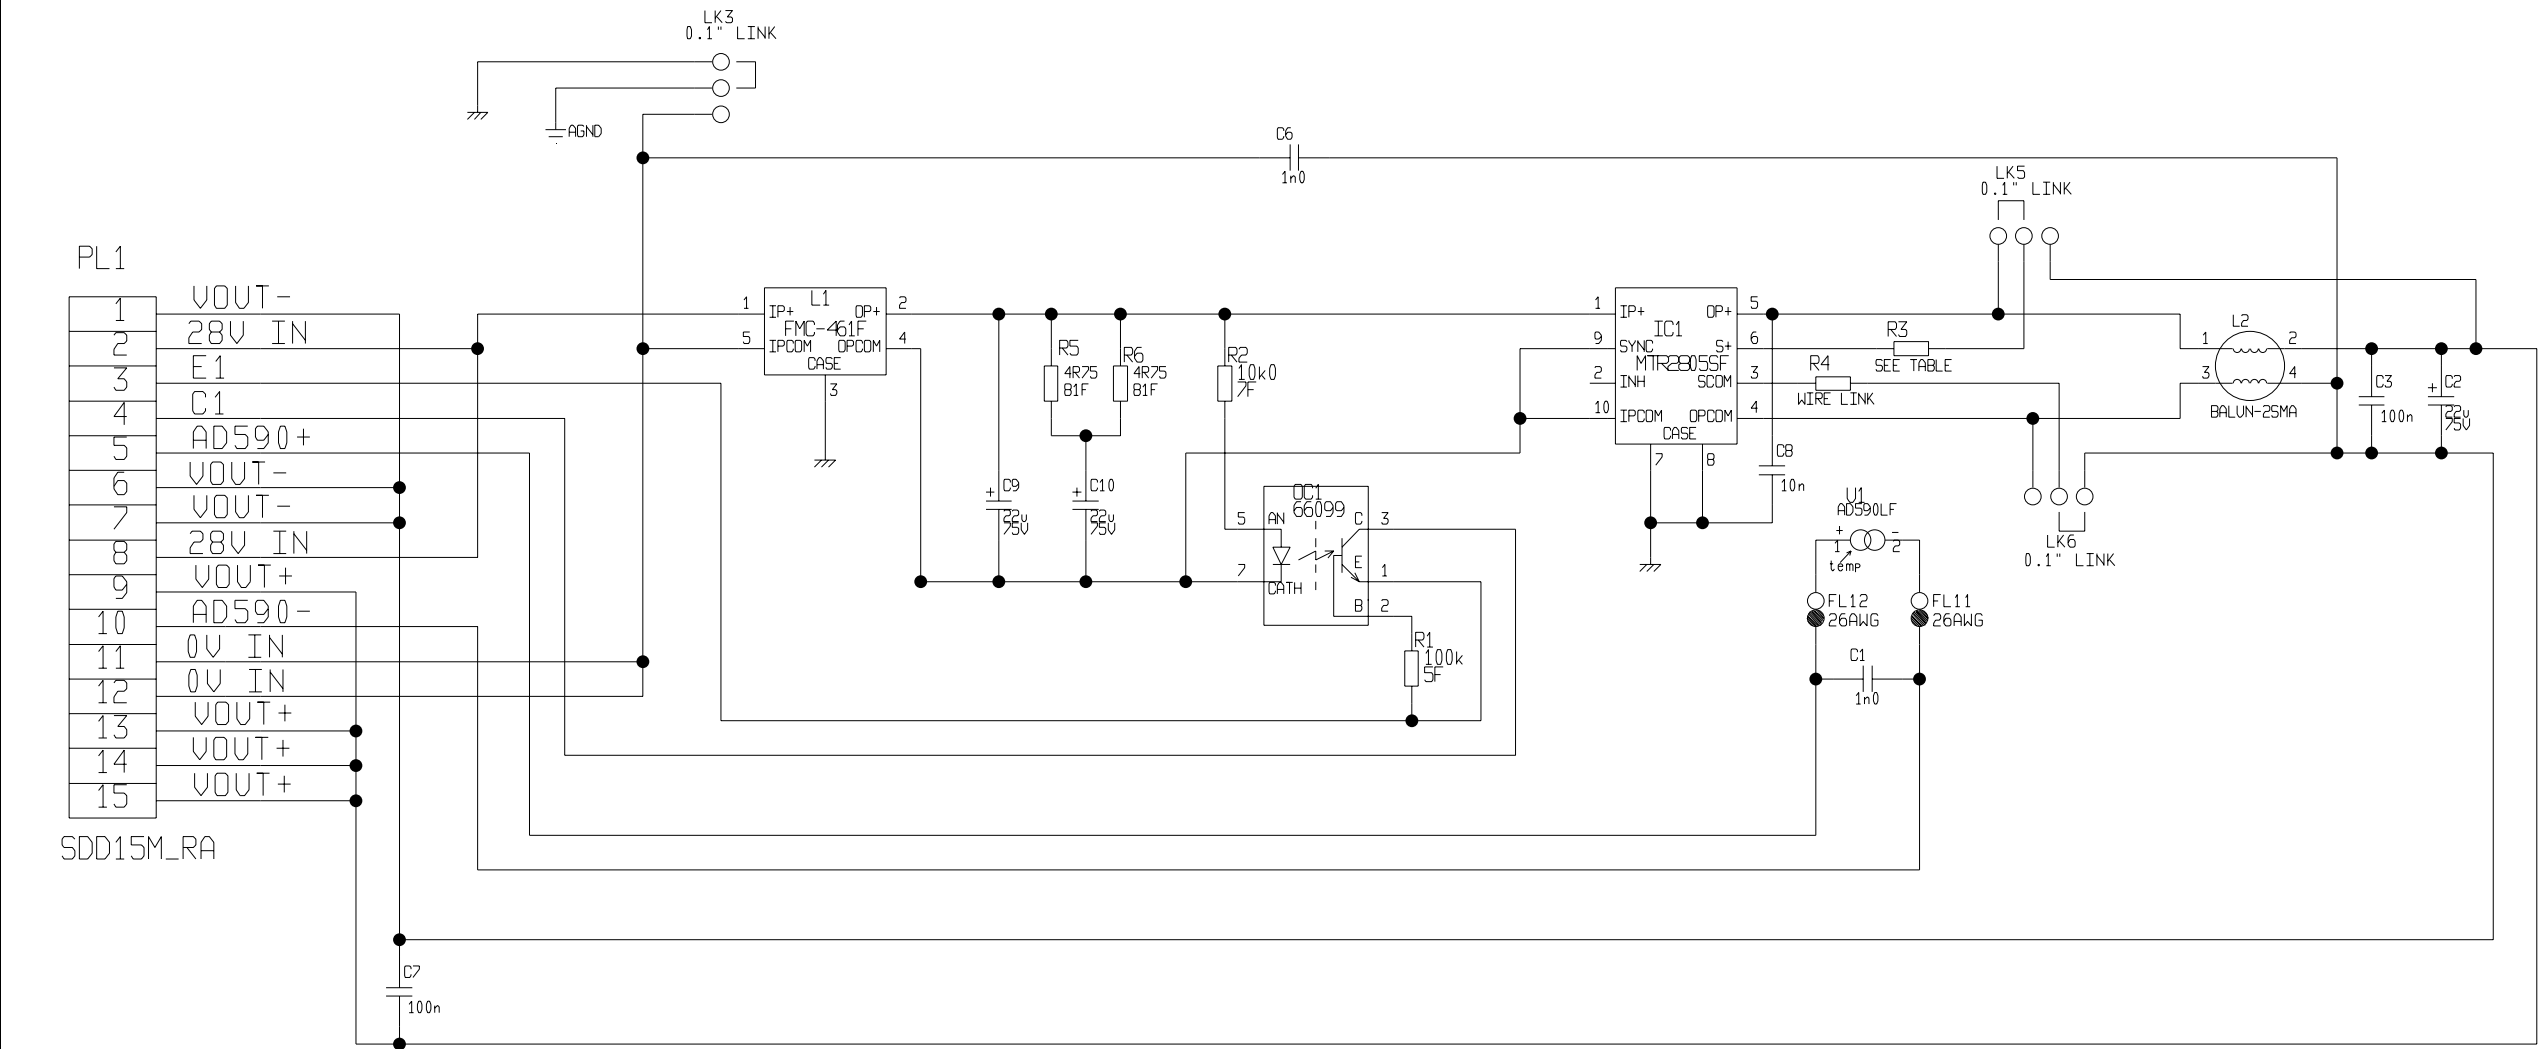 LK3
0.1" LINK
AGND
C6
1n0
LK5
0.1" LINK
PL1
1 VOUT-
2 28V IN
3 E1
4 C1
5 AD590+
6 VOUT-
7 VOUT-
8 28V IN
9 VOUT+
10 AD590-
11 0V IN
12 0V IN
13 VOUT+
14 VOUT+
15 VOUT+
SDD15M_RA
L1
1 IP+ OP+ 2
FMC-461F
5 IPCOM OPCOM 4
CASE
3
R5
4R75
81F
R6
4R75
81F
R2
10k0
7F
C9
+
22u
75V
C10
+
22u
75V
OC1
66099
5 AN C 3
E 1
7 CATH
B 2
R1
100k
5F
1 IP+ OP+ 5
IC1
9 SYNC S+ 6
MTR2805SF
2 INH SCOM 3
10 IPCOM OPCOM 4
CASE
7 8
R3
SEE TABLE
R4
WIRE LINK
C8
10n
U1
AD590LF
+ -
1 2
temp
FL12
26AWG
FL11
26AWG
C1
1n0
LK6
0.1" LINK
L2
1 2
3 4
BALUN-2SMA
C3
100n
C2
+
22u
75V
C7
100n